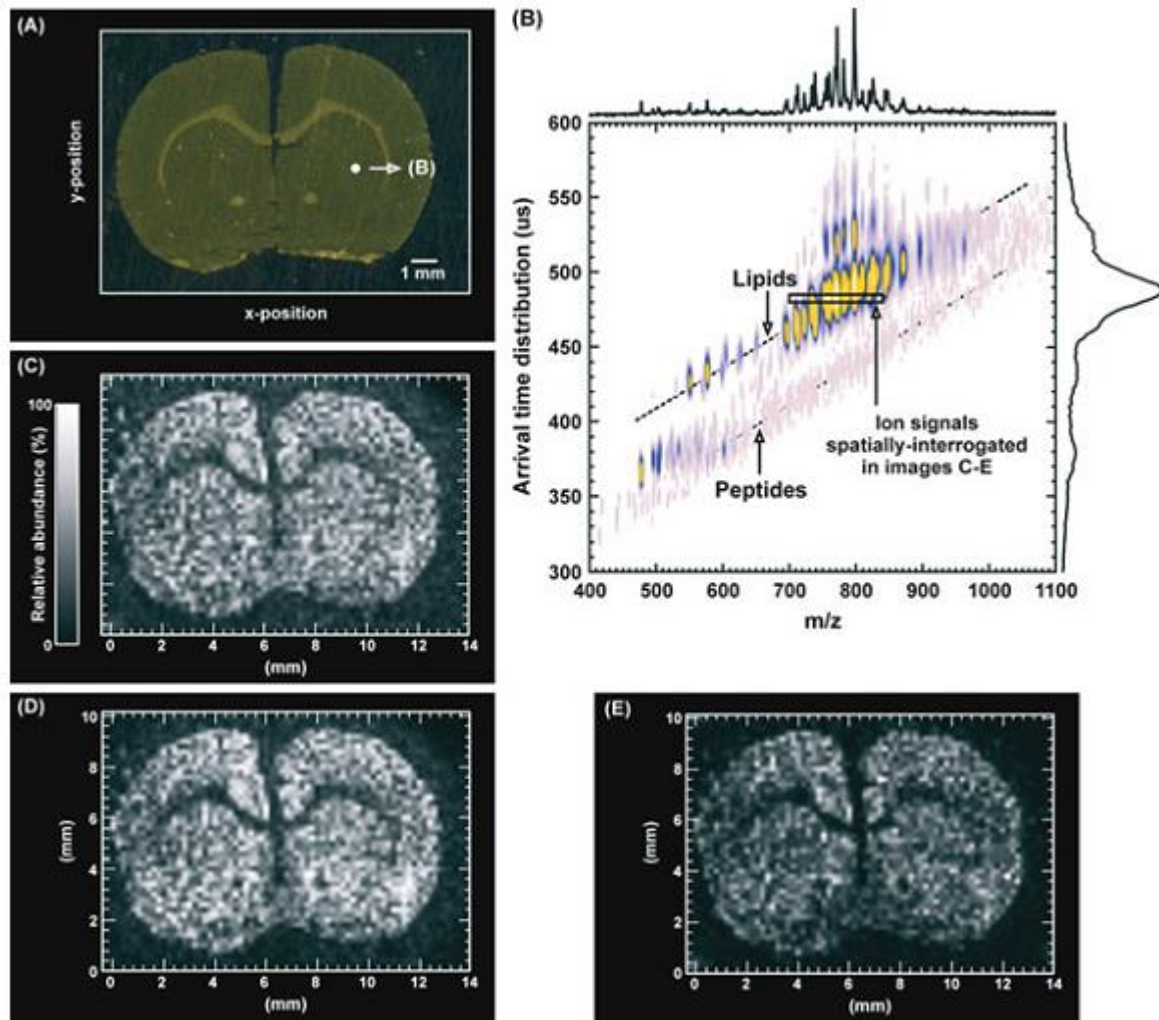 (A)
y-position
(B)
1 mm
x-position
(B)
600
550
500
450
400
350
300
Arrival time distribution (us)
Lipids
Peptides
Ion signals
spatially-interrogated
in images C-E
400 500 600 700 800 900 1000 1100
m/z
(C)
100
Relative abundance (%)
0
0 2 4 6 8 10 12 14
(mm)
(D)
10
8
6
4
2
0
(mm)
0 2 4 6 8 10 12 14
(mm)
(E)
10
8
6
4
2
0
(mm)
0 2 4 6 8 10 12 14
(mm)